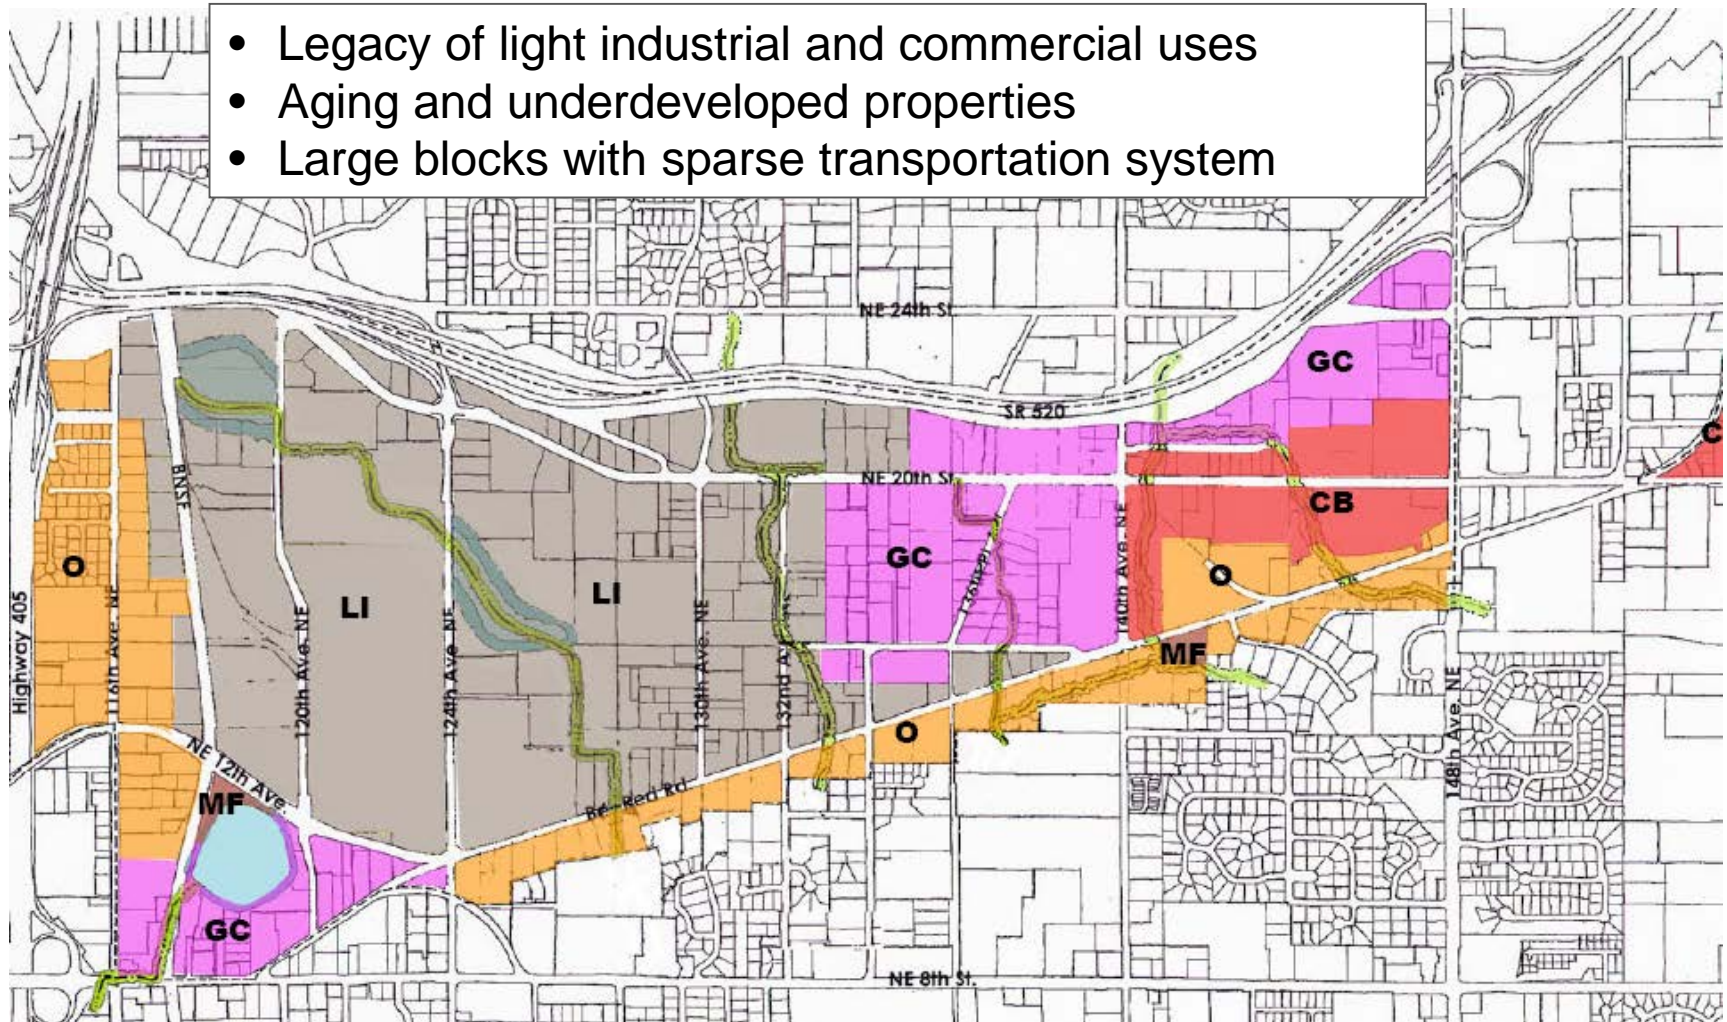 • Legacy of light industrial and commercial uses
• Aging and underdeveloped properties
• Large blocks with sparse transportation system
NE 24th St.
GC
SR 520
C
BNSF
NE 20th St.
CB
O
GC
O
136th Pl
140th Ave. NE
LI
LI
Highway 405
116th Ave. NE
120th Ave. NE
124th Ave. NE
130th Ave. NE
132nd Ave
MF
148th Ave. NE
O
NE 12th Ave.
MF
Bel-Red Rd
GC
NE 8th St.